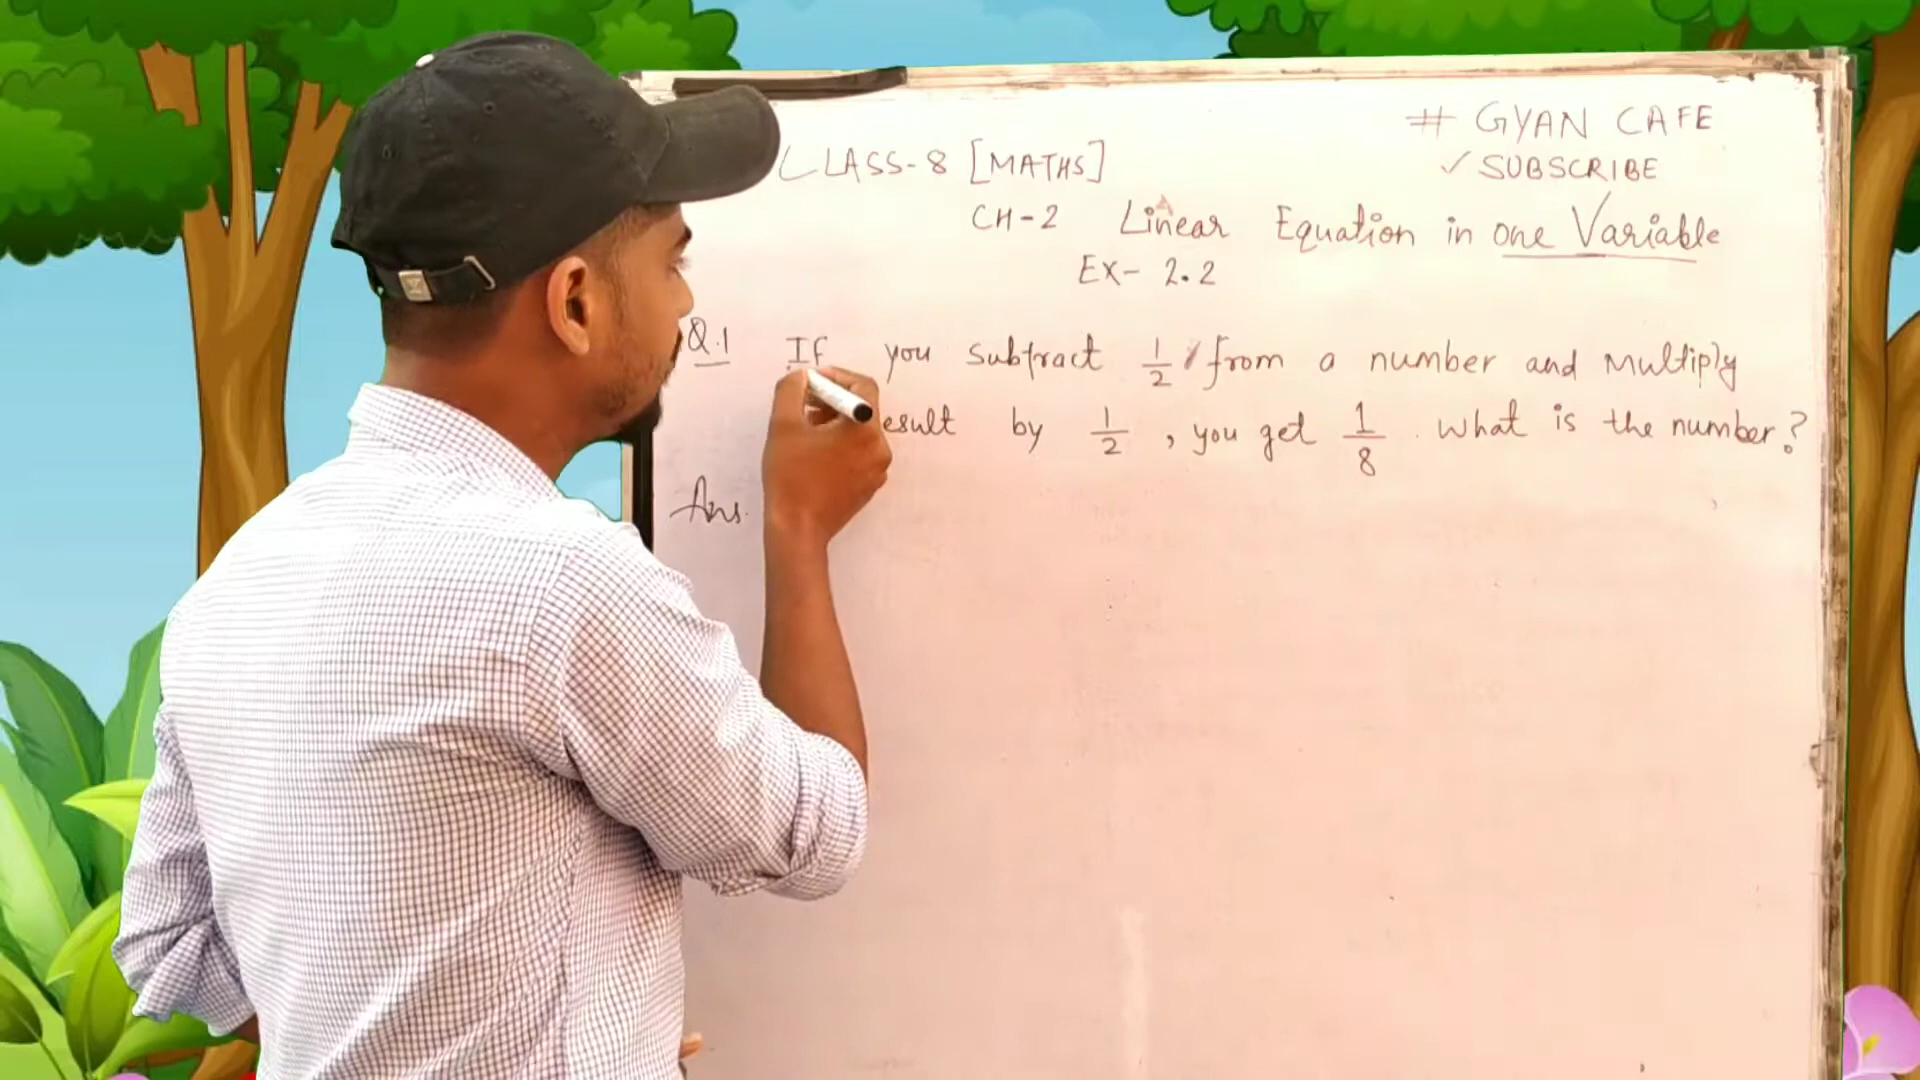 # GYAN CAFE
CLASS-8 [MATHS] ✓ SUBSCRIBE
CH-2 Linear Equation in one Variable
EX- 2.2
Q.1 If you subtract 1/2 from a number and Multiply
esult by 1/2, you get 1/8. What is the number?
Ans.